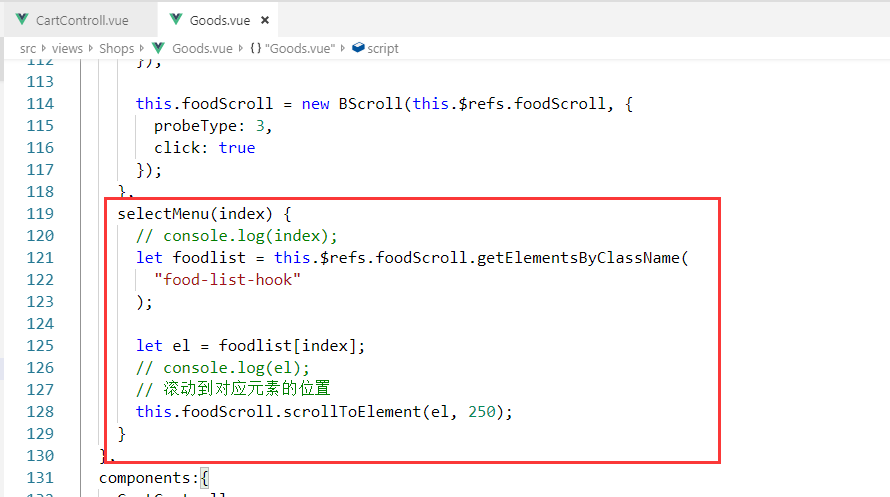 CartControll.vue Goods.vue ×
src views Shops Goods.vue {} "Goods.vue" script
112 });
113
114 this.foodScroll = new BScroll(this.$refs.foodScroll, {
115 probeType: 3,
116 click: true
117 });
118 },
119 selectMenu(index) {
120 // console.log(index);
121 let foodlist = this.$refs.foodScroll.getElementsByClassName(
122 "food-list-hook"
123 );
124
125 let el = foodlist[index];
126 // console.log(el);
127 // 滚动到对应元素的位置
128 this.foodScroll.scrollToElement(el, 250);
129 }
130 },
131 components:{